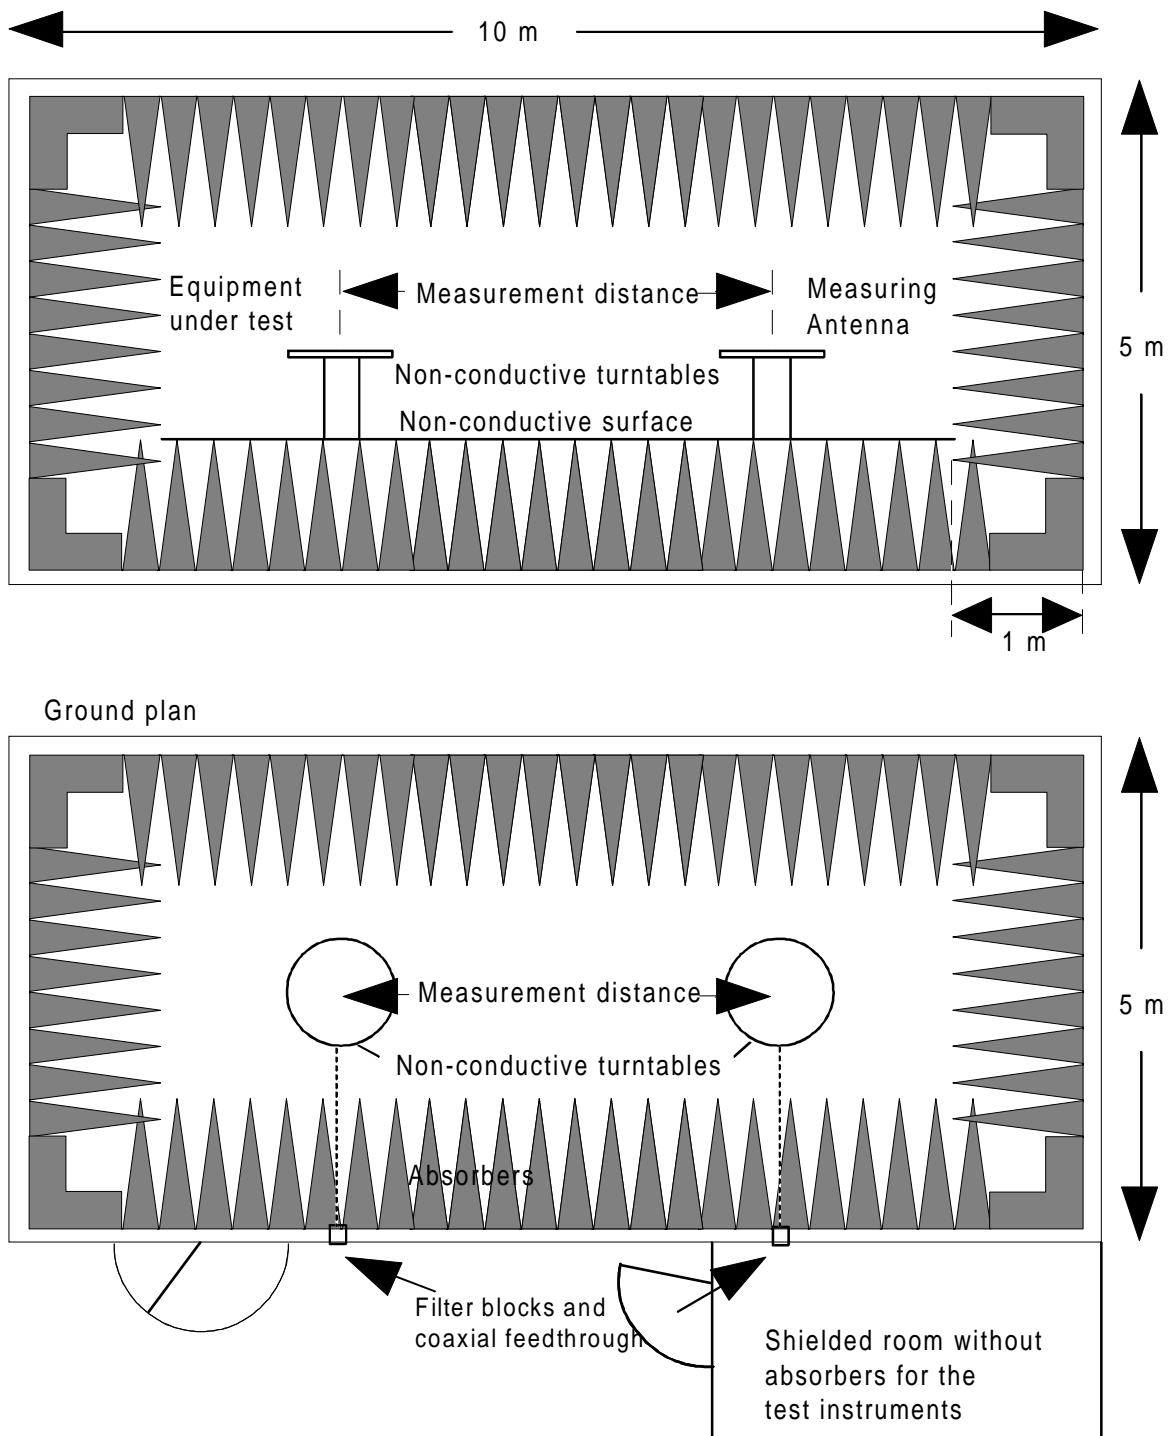 10 m
Equipment
under test
Measurement distance
Measuring
Antenna
5 m
Non-conductive turntables
Non-conductive surface
1 m
Ground plan
Measurement distance
5 m
Non-conductive turntables
Absorbers
Filter blocks and
coaxial feedthrough
Shielded room without
absorbers for the
test instruments